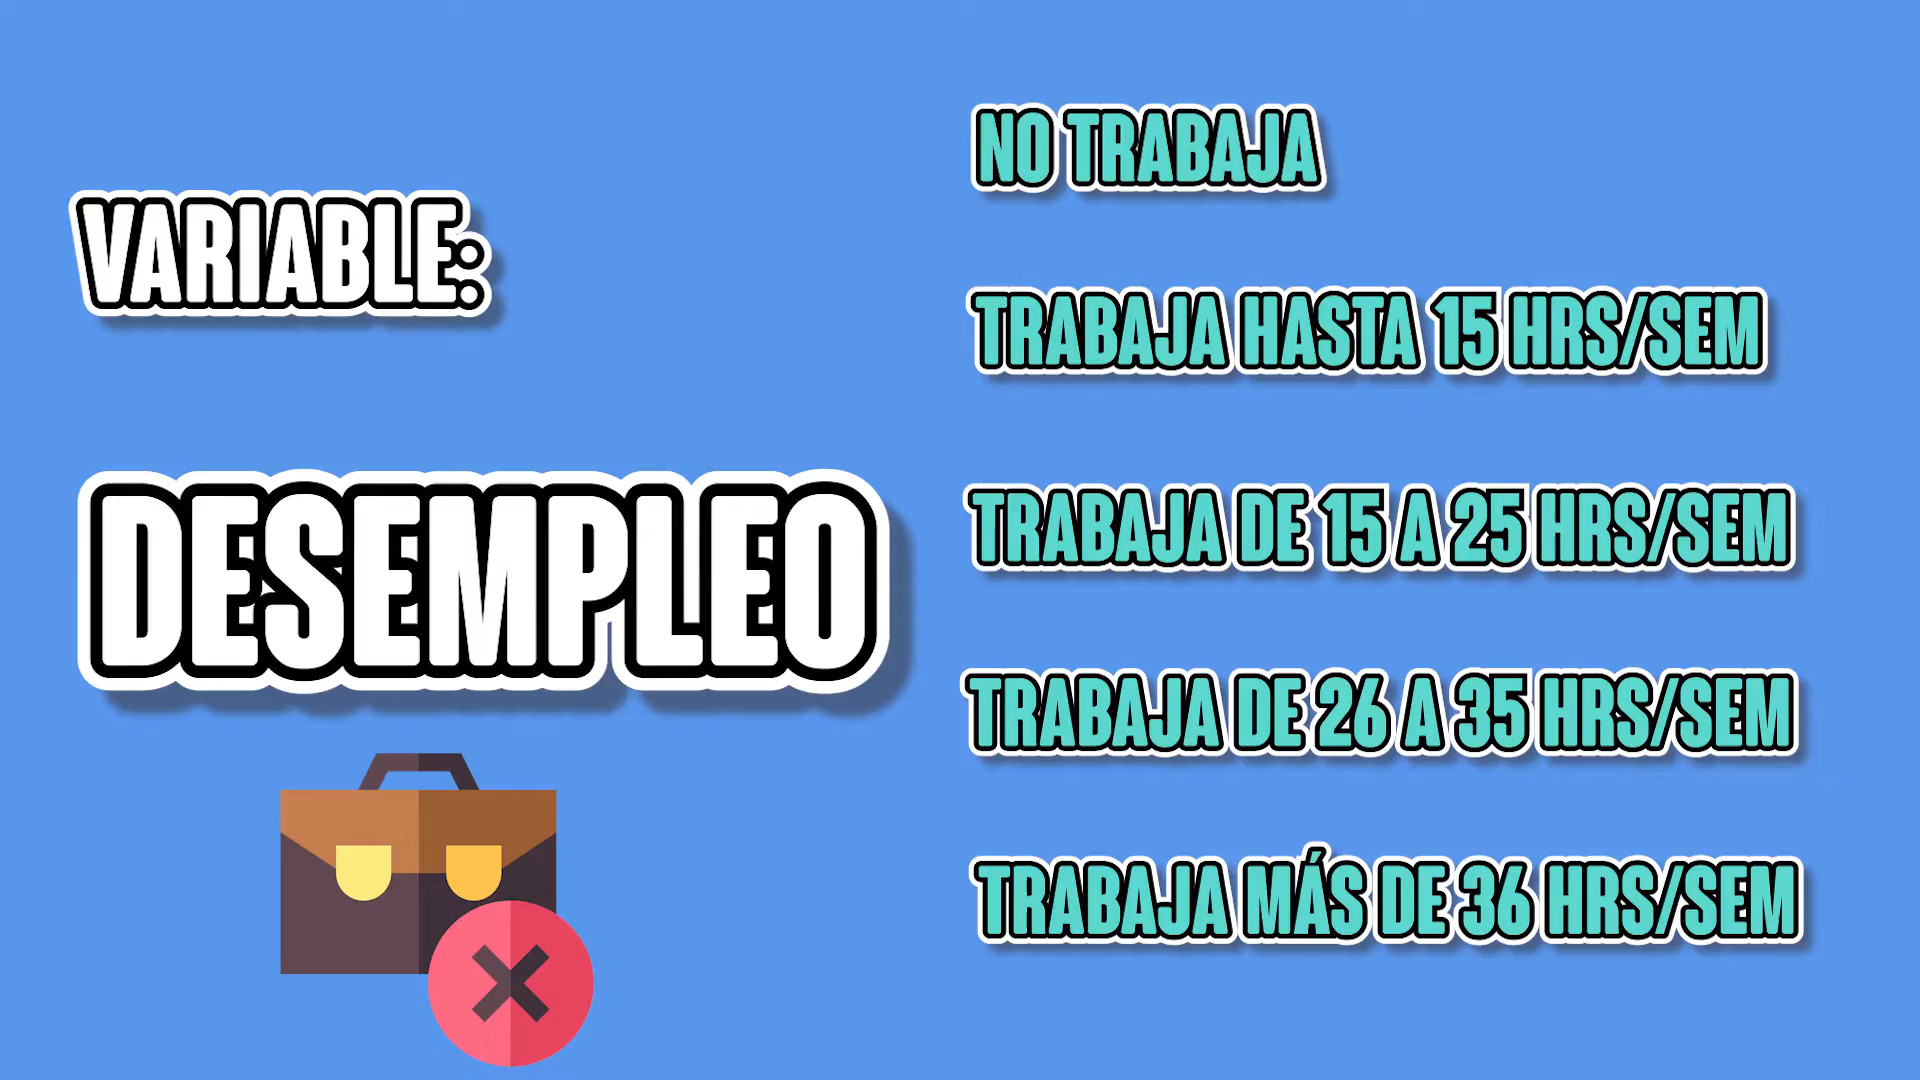 VARIABLE:
DESEMPLEO
NO TRABAJA
TRABAJA HASTA 15 HRS/SEM
TRABAJA DE 15 A 25 HRS/SEM
TRABAJA DE 26 A 35 HRS/SEM
TRABAJA MÁS DE 36 HRS/SEM